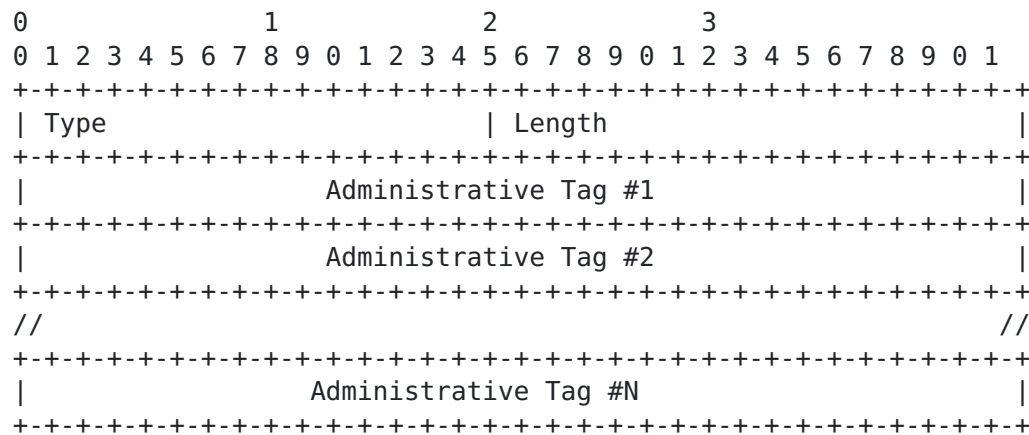 0                   1                   2                   3
0 1 2 3 4 5 6 7 8 9 0 1 2 3 4 5 6 7 8 9 0 1 2 3 4 5 6 7 8 9 0 1
+-+-+-+-+-+-+-+-+-+-+-+-+-+-+-+-+-+-+-+-+-+-+-+-+-+-+-+-+-+-+-+-+
| Type                        | Length                          |
+-+-+-+-+-+-+-+-+-+-+-+-+-+-+-+-+-+-+-+-+-+-+-+-+-+-+-+-+-+-+-+-+
|                   Administrative Tag #1                       |
+-+-+-+-+-+-+-+-+-+-+-+-+-+-+-+-+-+-+-+-+-+-+-+-+-+-+-+-+-+-+-+-+
|                   Administrative Tag #2                       |
+-+-+-+-+-+-+-+-+-+-+-+-+-+-+-+-+-+-+-+-+-+-+-+-+-+-+-+-+-+-+-+-+
//                                                             //
+-+-+-+-+-+-+-+-+-+-+-+-+-+-+-+-+-+-+-+-+-+-+-+-+-+-+-+-+-+-+-+-+
|                  Administrative Tag #N                        |
+-+-+-+-+-+-+-+-+-+-+-+-+-+-+-+-+-+-+-+-+-+-+-+-+-+-+-+-+-+-+-+-+